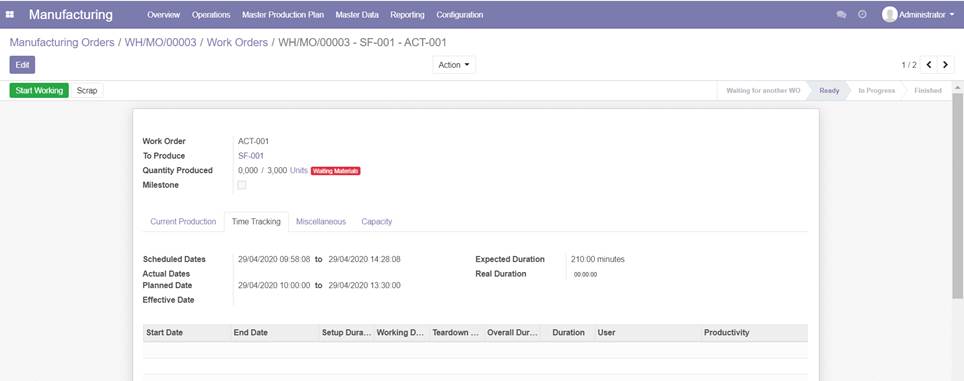 Manufacturing Overview Operations Master Production Plan Master Data Reporting Configuration Administrator
Manufacturing Orders / WH/MO/00003 / Work Orders / WH/MO/00003 - SF-001 - ACT-001
Edit Action 1 / 2
Start Working Scrap Waiting for another WO Ready In Progress Finished
Work Order ACT-001
To Produce SF-001
Quantity Produced 0,000 / 3,000 Units Waiting Materials
Milestone
Current Production Time Tracking Miscellaneous Capacity
Scheduled Dates 29/04/2020 09:58:08 to 29/04/2020 14:28:08 Expected Duration 210:00 minutes
Actual Dates Real Duration 00:00:00
Planned Date 29/04/2020 10:00:00 to 29/04/2020 13:30:00
Effective Date
Start Date End Date Setup Dura... Working D... Teardown ... Overall Dur... Duration User Productivity